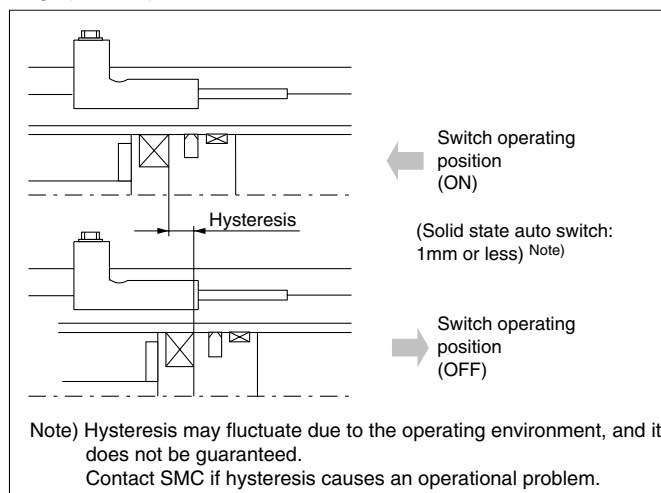 Switch operating
position
(ON)
Hysteresis
(Solid state auto switch:
1mm or less) Note)
Switch operating
position
(OFF)
Note) Hysteresis may fluctuate due to the operating environment, and it
does not be guaranteed.
Contact SMC if hysteresis causes an operational problem.